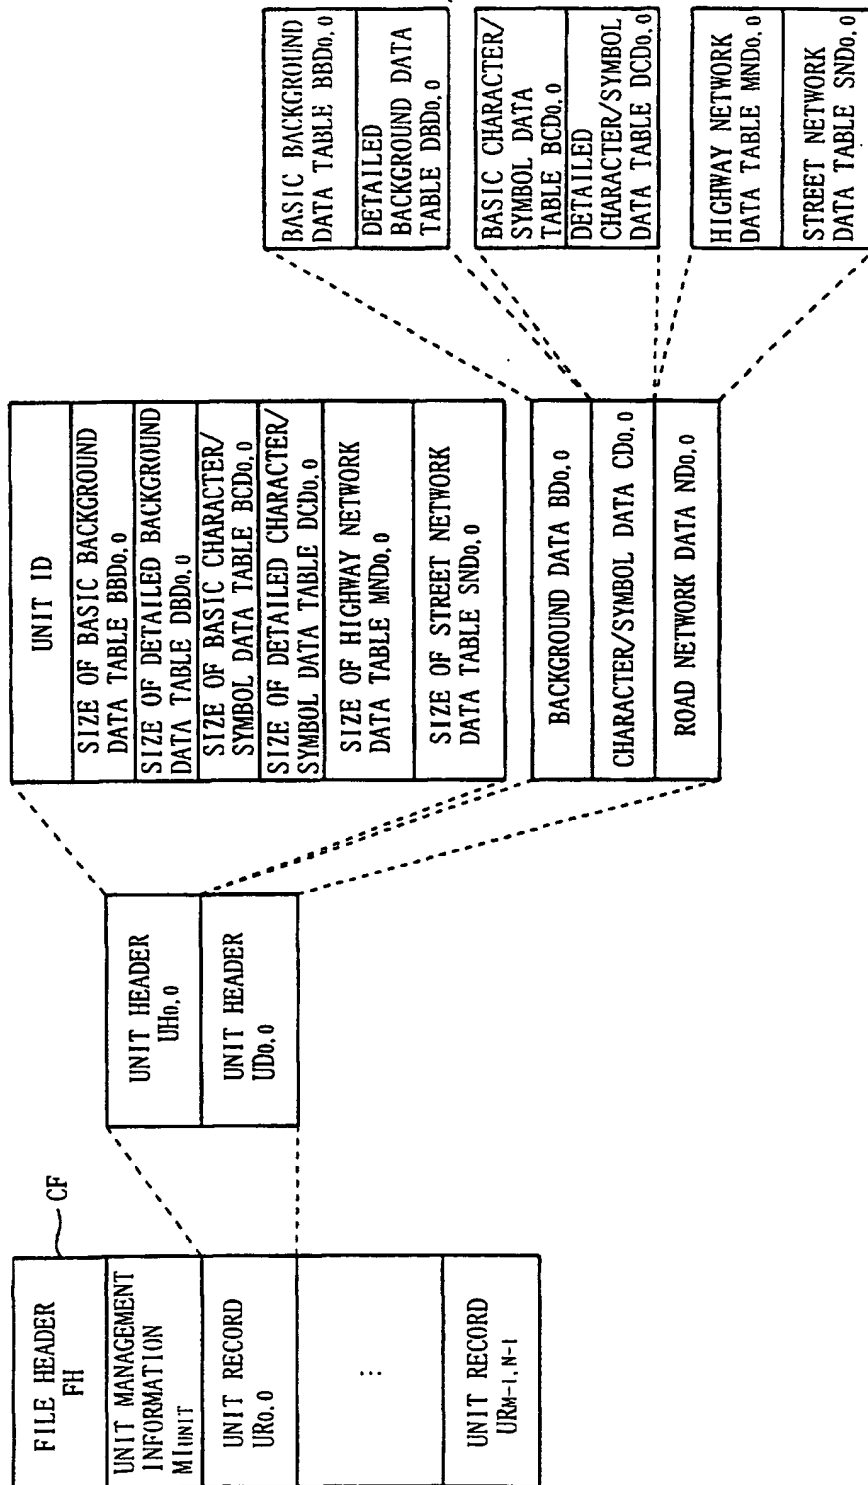 FILE HEADER
FH
CF
UNIT MANAGEMENT
INFORMATION
MIUNIT
UNIT RECORD
UR0,0
⋮
UNIT RECORD
URM-1,N-1
UNIT HEADER
UH0,0
UNIT HEADER
UD0,0
UNIT ID
SIZE OF BASIC BACKGROUND
DATA TABLE BBD0,0
SIZE OF DETAILED BACKGROUND
DATA TABLE DBD0,0
SIZE OF BASIC CHARACTER/
SYMBOL DATA TABLE BCD0,0
SIZE OF DETAILED CHARACTER/
SYMBOL DATA TABLE DCD0,0
SIZE OF HIGHWAY NETWORK
DATA TABLE MND0,0
SIZE OF STREET NETWORK
DATA TABLE SND0,0
BACKGROUND DATA BD0,0
CHARACTER/SYMBOL DATA CD0,0
ROAD NETWORK DATA ND0,0
BASIC BACKGROUND
DATA TABLE BBD0,0
DETAILED
BACKGROUND DATA
TABLE DBD0,0
BASIC CHARACTER/
SYMBOL DATA
TABLE BCD0,0
DETAILED
CHARACTER/SYMBOL
DATA TABLE DCD0,0
HIGHWAY NETWORK
DATA TABLE MND0,0
STREET NETWORK
DATA TABLE SND0,0